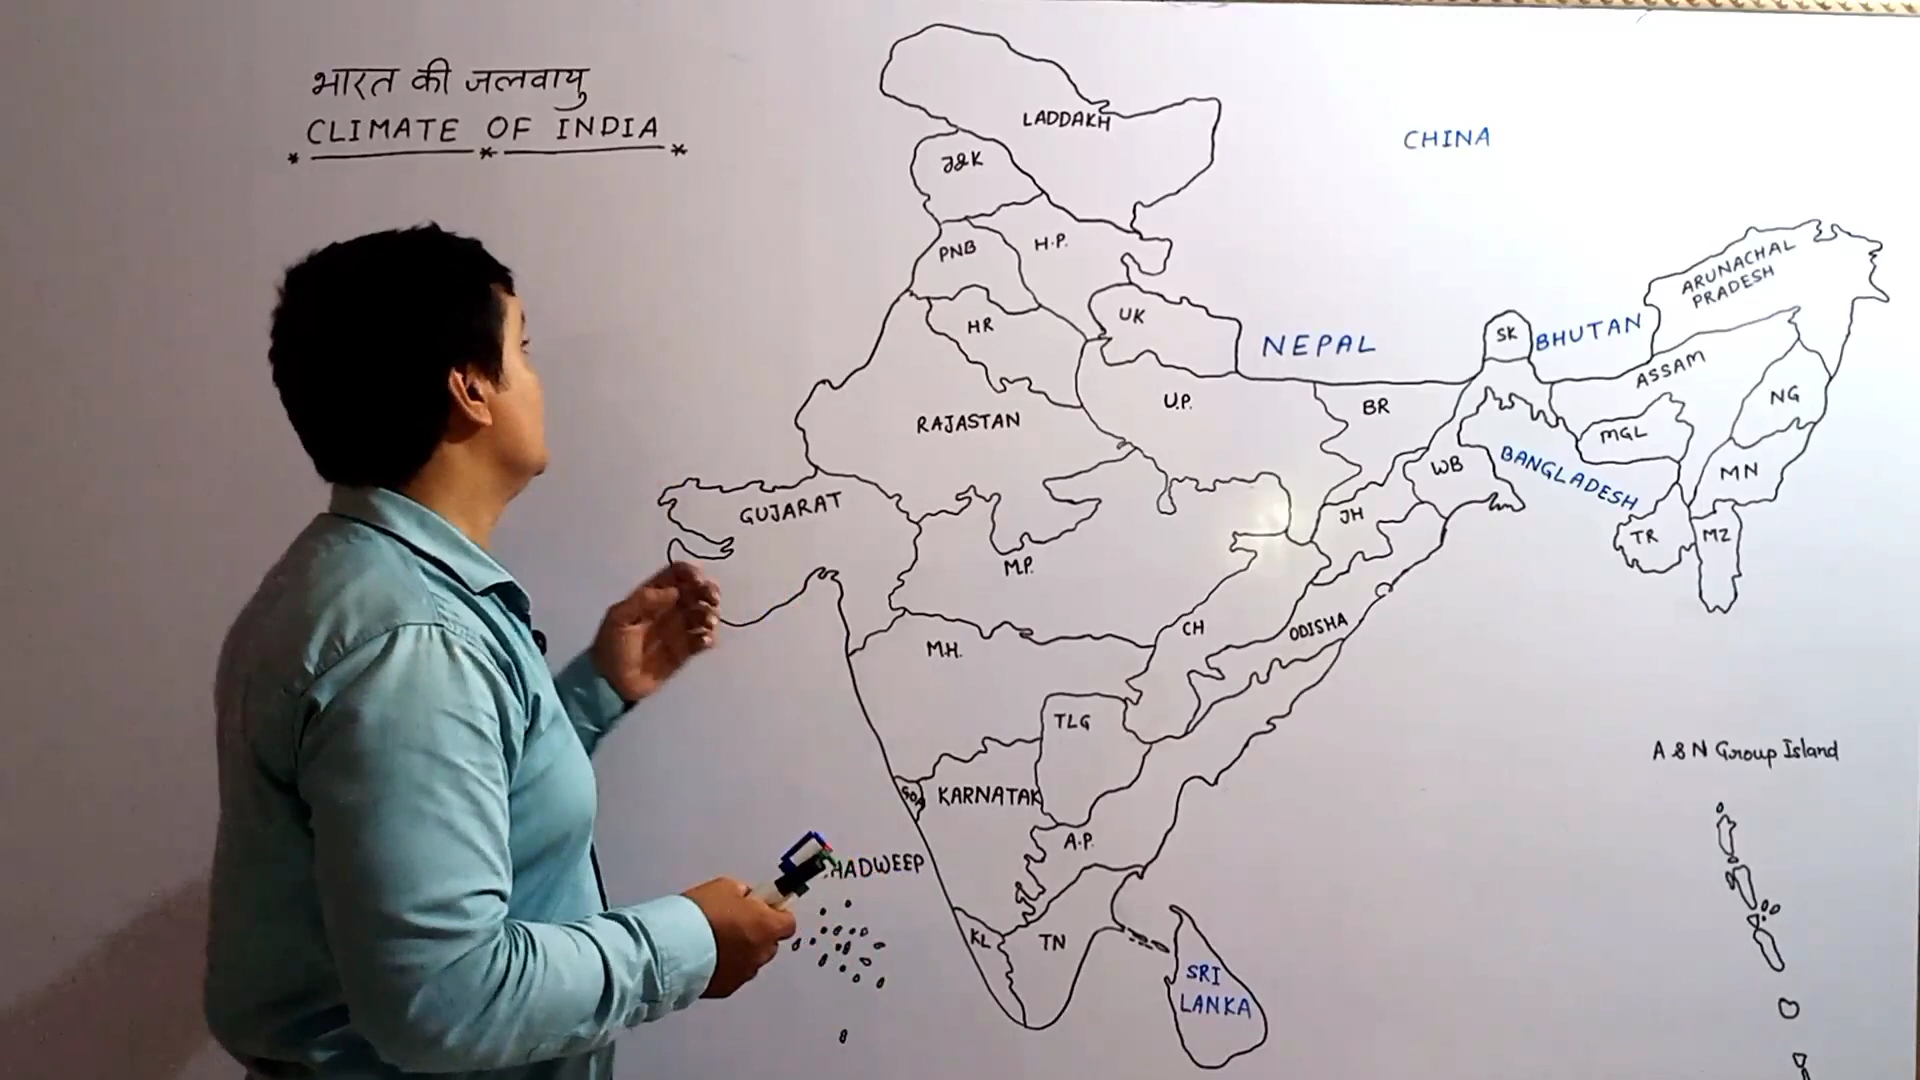 भारत की जलवायु
CLIMATE OF INDIA
LADDAKH
CHINA
J&K
PNB
H.P.
ARUNACHAL
PRADESH
HR
UK
NEPAL
SK
BHUTAN
ASSAM
RAJASTAN
U.P.
BR
NG
MGL
WB
BANGLADESH
MN
GUJARAT
JH
TR
MZ
M.P.
CH
ODISHA
M.H.
TLG
A & N Group Island
GOA
KARNATAK
A.P.
HADWEEP
KL
TN
SRI
LANKA